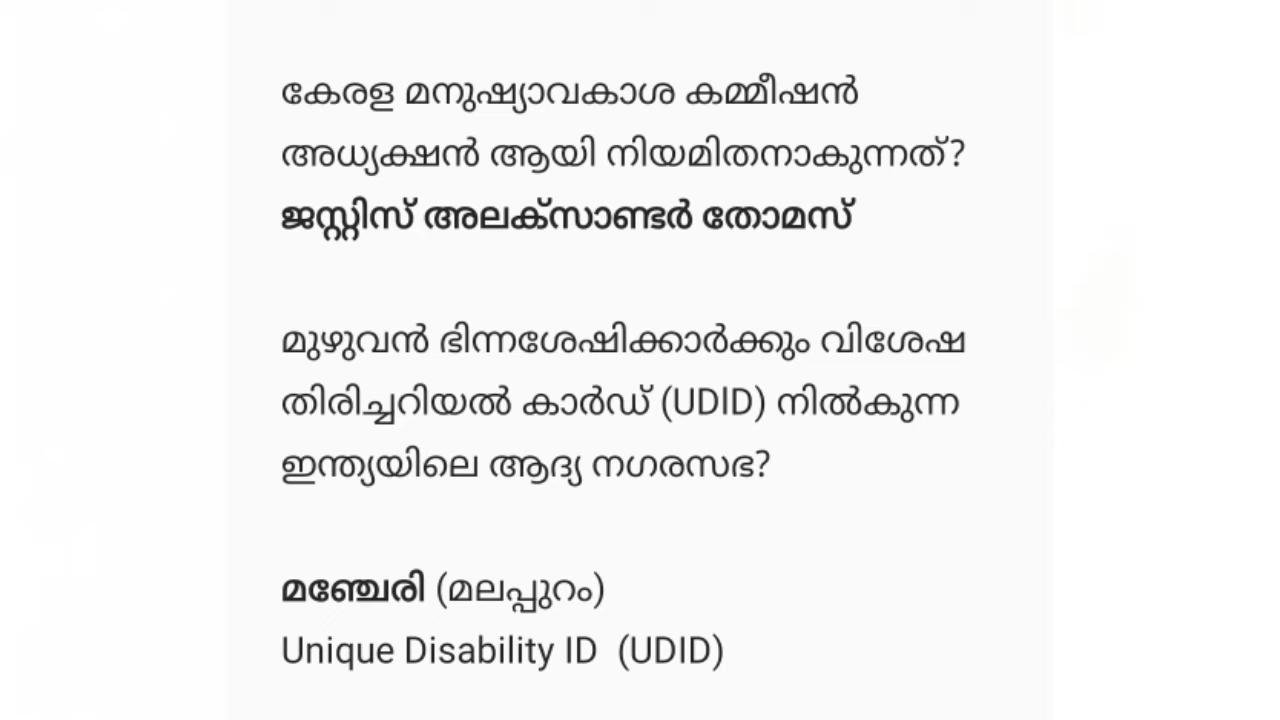 കേരള മനുഷ്യാവകാശ കമ്മീഷൻ
അധ്യക്ഷൻ ആയി നിയമിതനാകുന്നത്?
ജസ്റ്റിസ് അലക്സാണ്ടർ തോമസ്
മുഴുവൻ ഭിന്നശേഷിക്കാർക്കും വിശേഷ
തിരിച്ചറിയൽ കാർഡ് (UDID) നിൽകുന്ന
ഇന്ത്യയിലെ ആദ്യ നഗരസഭ?
മഞ്ചേരി (മലപ്പുറം)
Unique Disability ID (UDID)